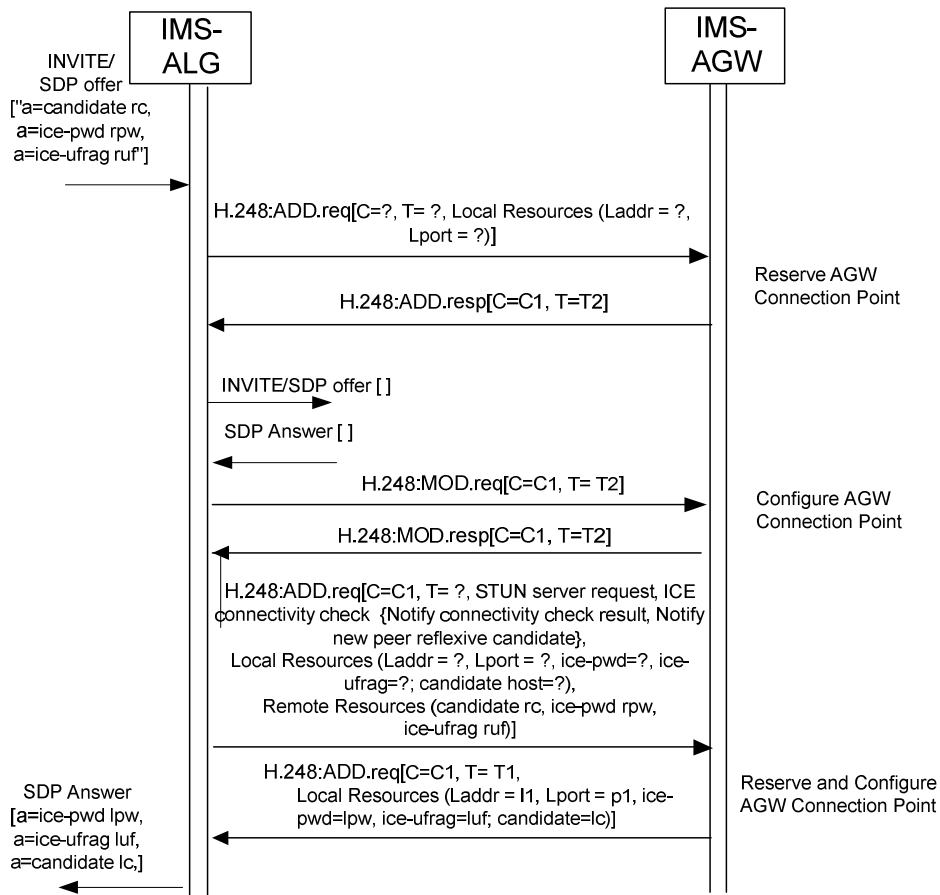 IMS-
ALG
IMS-
AGW
INVITE/
SDP offer
["a=candidate rc,
a=ice-pwd rpw,
a=ice-ufrag ruf"]
H.248:ADD.req[C=?, T= ?, Local Resources (Laddr = ?,
Lport = ?)]
Reserve AGW
Connection Point
H.248:ADD.resp[C=C1, T=T2]
INVITE/SDP offer [ ]
SDP Answer [ ]
H.248:MOD.req[C=C1, T= T2]
Configure AGW
Connection Point
H.248:MOD.resp[C=C1, T=T2]
H.248:ADD.req[C=C1, T= ?, STUN server request, ICE
connectivity check {Notify connectivity check result, Notify
new peer reflexive candidate},
Local Resources (Laddr = ?, Lport = ?, ice-pwd=?, ice-
ufrag=?; candidate host=?),
Remote Resources (candidate rc, ice-pwd rpw,
ice-ufrag ruf)]
H.248:ADD.req[C=C1, T= T1,
Local Resources (Laddr = l1, Lport = p1, ice-
pwd=lpw, ice-ufrag=luf; candidate=lc)]
Reserve and Configure
AGW Connection Point
SDP Answer
[a=ice-pwd lpw,
a=ice-ufrag luf,
a=candidate lc,]